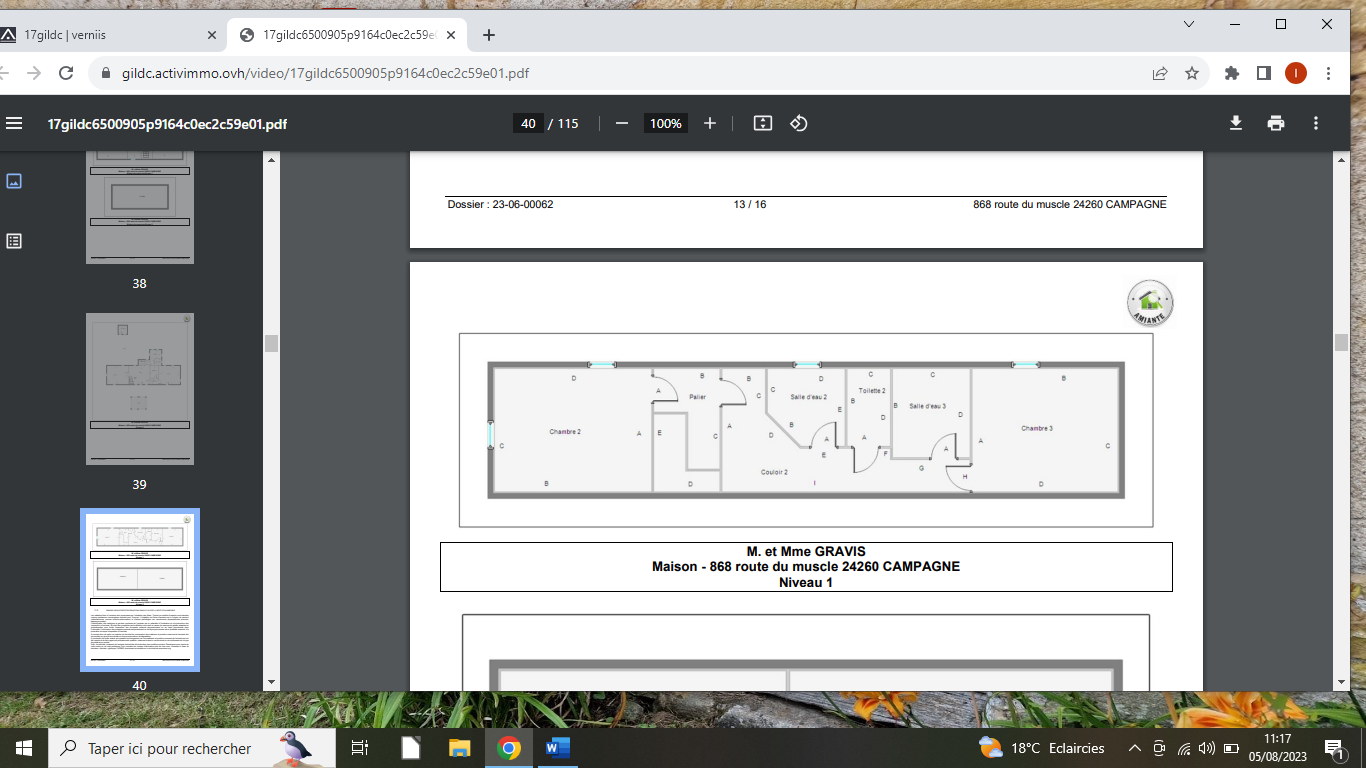 17gildc | verniis
17gildc6500905p9164c0ec2c59e
gildc.activimmo.ovh/video/17gildc6500905p9164c0ec2c59e01.pdf
I
17gildc6500905p9164c0ec2c59e01.pdf
40 / 115
100%
38
39
40
Dossier : 23-06-00062
13 / 16
868 route du muscle 24260 CAMPAGNE
AMIANTE
D
B
B
D
C
C
B
A
Palier
C
C
Salle d'eau 2
Toilette 2
E
B
B
Salle d'eau 3
D
D
Chambre 2
A
E
C
A
D
B
A
A
A
A
Chambre 3
C
C
E
F
Couloir 2
G
H
B
D
I
D
M. et Mme GRAVIS
Maison - 868 route du muscle 24260 CAMPAGNE
Niveau 1
Taper ici pour rechercher
W
18°C Eclaircies
11:17
05/08/2023
1